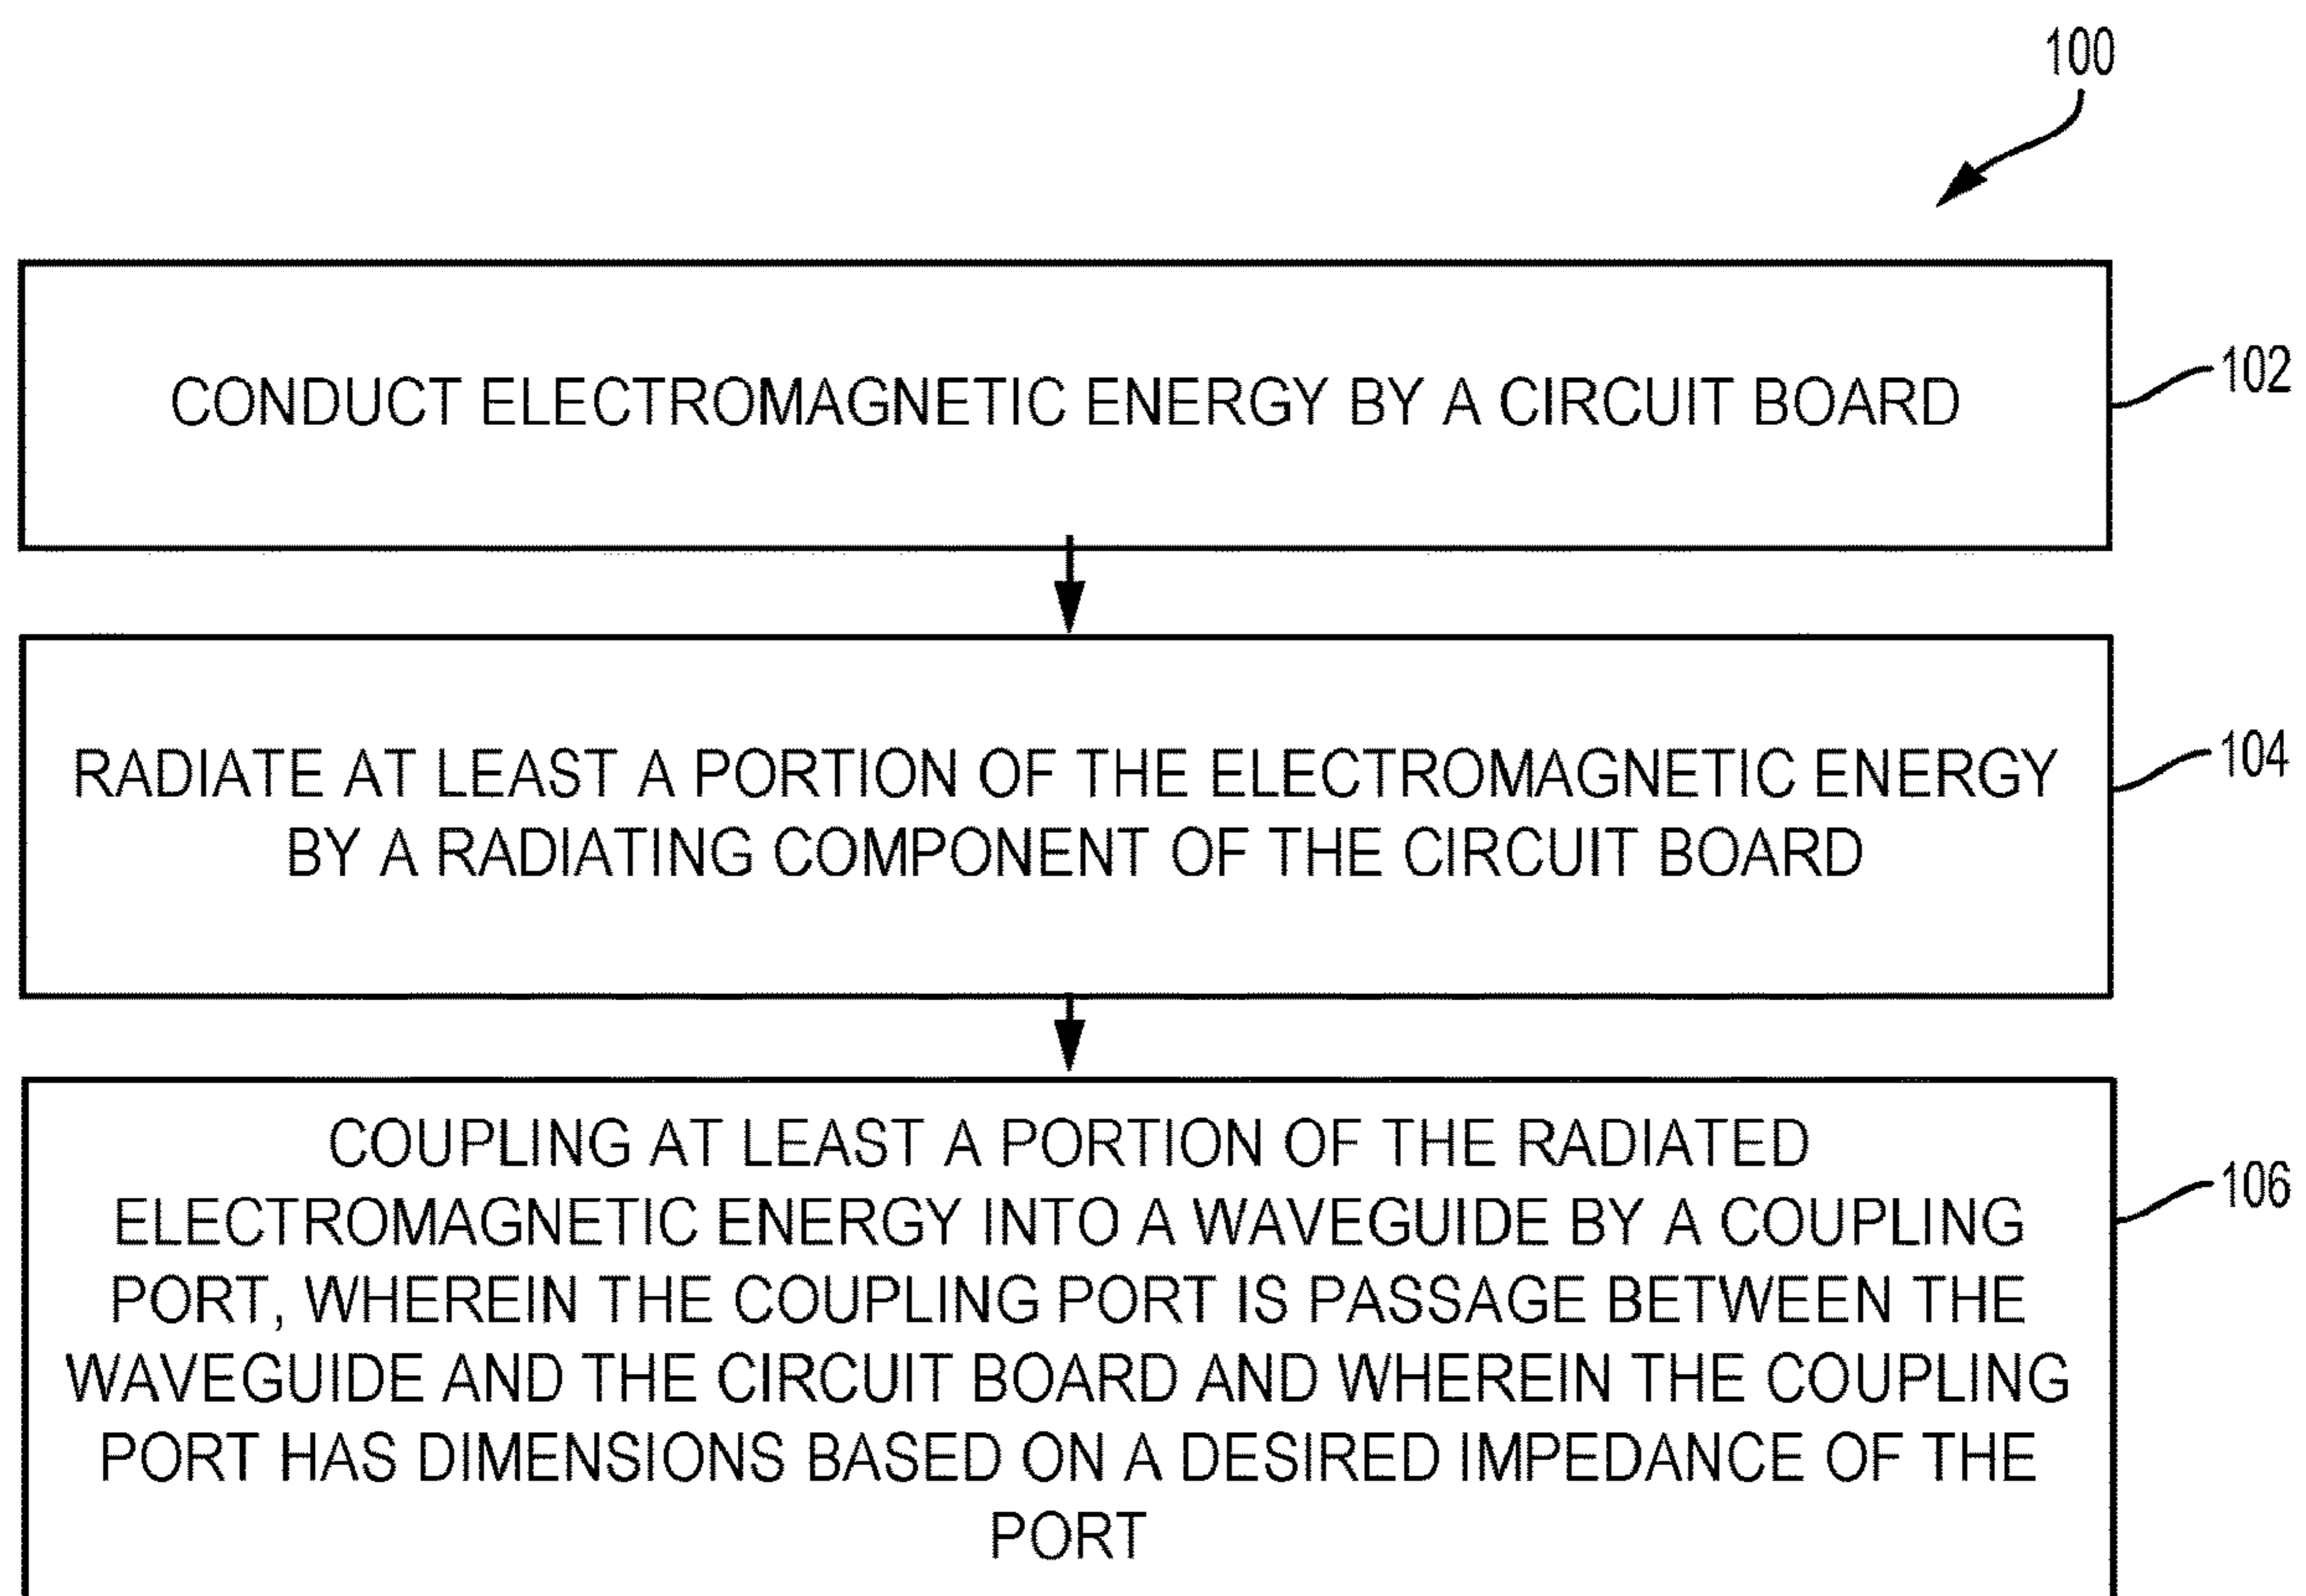 100
CONDUCT ELECTROMAGNETIC ENERGY BY A CIRCUIT BOARD
102
RADIATE AT LEAST A PORTION OF THE ELECTROMAGNETIC ENERGY
BY A RADIATING COMPONENT OF THE CIRCUIT BOARD
104
COUPLING AT LEAST A PORTION OF THE RADIATED
ELECTROMAGNETIC ENERGY INTO A WAVEGUIDE BY A COUPLING
PORT, WHEREIN THE COUPLING PORT IS PASSAGE BETWEEN THE
WAVEGUIDE AND THE CIRCUIT BOARD AND WHEREIN THE COUPLING
PORT HAS DIMENSIONS BASED ON A DESIRED IMPEDANCE OF THE
PORT
106